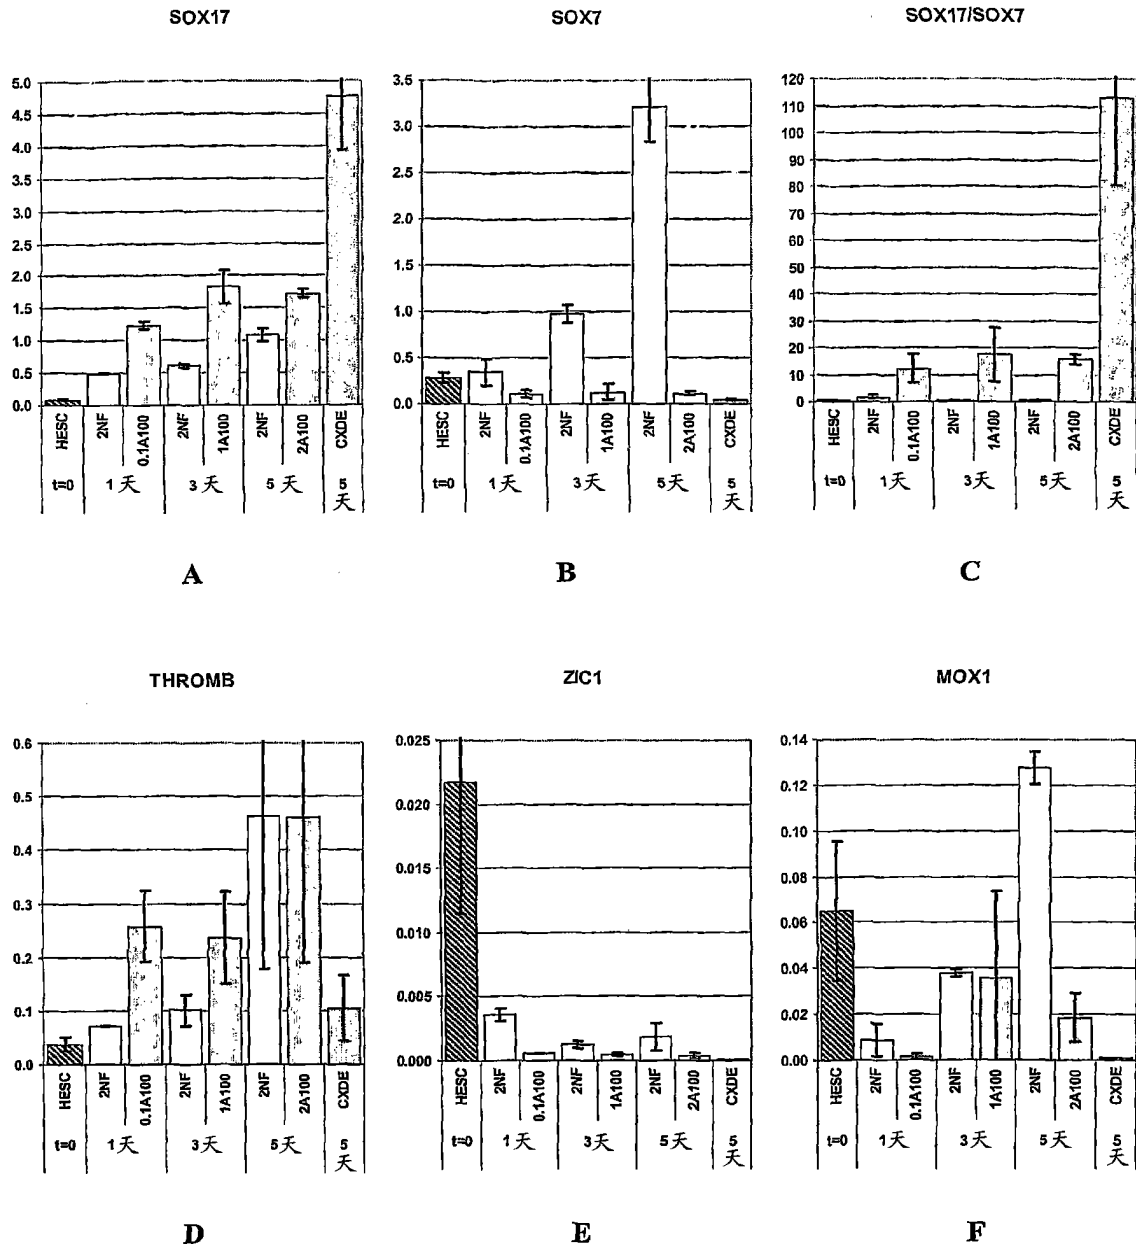 SOX17
5.0
4.5
4.0
3.5
3.0
2.5
2.0
1.5
1.0
0.5
0.0
HESC 2NF 0.1A100 2NF 1A100 2NF 2A100 CXDE
t=0 1天 3天 5天 5天
A
SOX7
3.5
3.0
2.5
2.0
1.5
1.0
0.5
0.0
HESC 2NF 0.1A100 2NF 1A100 2NF 2A100 CXDE
t=0 1天 3天 5天 5天
B
SOX17/SOX7
120
110
100
90
80
70
60
50
40
30
20
10
0
HESC 2NF 0.1A100 2NF 1A100 2NF 2A100 CXDE
t=0 1天 3天 5天 5天
C
THROMB
0.6
0.5
0.4
0.3
0.2
0.1
0.0
HESC 2NF 0.1A100 2NF 1A100 2NF 2A100 CXDE
t=0 1天 3天 5天 5天
D
ZIC1
0.025
0.020
0.015
0.010
0.005
0.000
HESC 2NF 0.1A100 2NF 1A100 2NF 2A100 CXDE
t=0 1天 3天 5天 5天
E
MOX1
0.14
0.12
0.10
0.08
0.06
0.04
0.02
0.00
HESC 2NF 0.1A100 2NF 1A100 2NF 2A100 CXDE
t=0 1天 3天 5天 5天
F